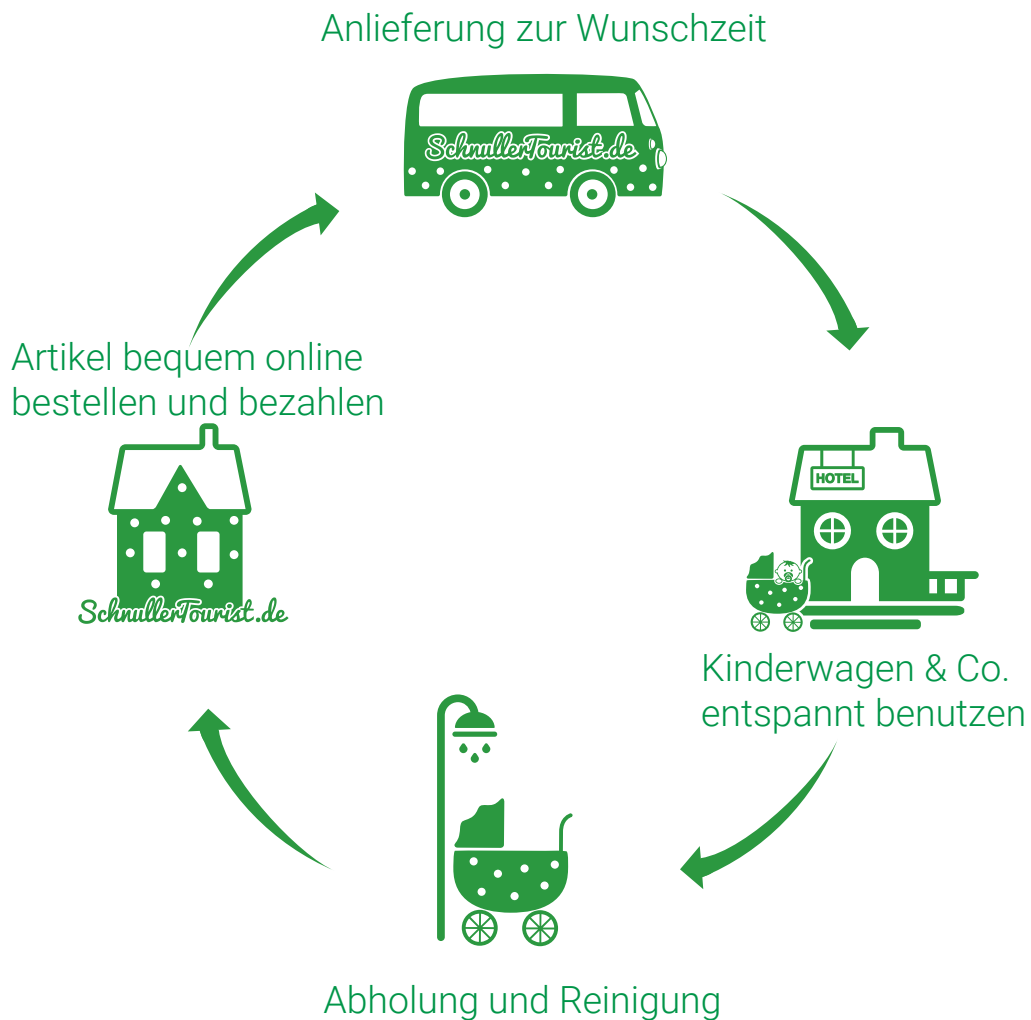 Anlieferung zur Wunschzeit
SchnullerTourist.de
Artikel bequem online
bestellen und bezahlen
SchnullerTourist.de
HOTEL
Kinderwagen & Co.
entspannt benutzen
Abholung und Reinigung